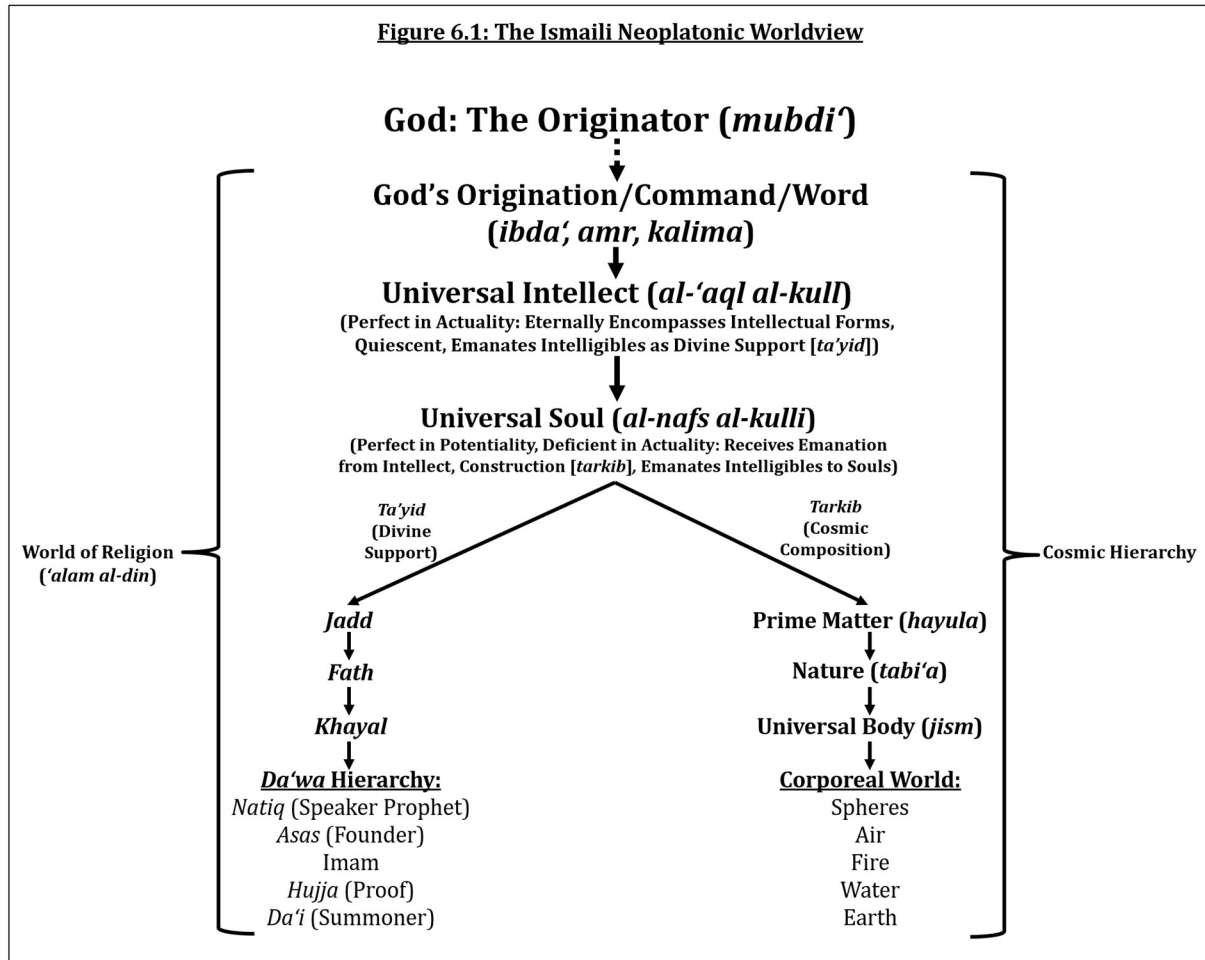 Figure 6.1: The Ismaili Neoplatonic Worldview
God: The Originator (mubdi‘)
God’s Origination/Command/Word
(ibda‘, amr, kalima)
Universal Intellect (al-‘aql al-kull)
(Perfect in Actuality: Eternally Encompasses Intellectual Forms,
Quiescent, Emanates Intelligibles as Divine Support [ta’yid])
Universal Soul (al-nafs al-kulli)
(Perfect in Potentiality, Deficient in Actuality: Receives Emanation
from Intellect, Construction [tarkib], Emanates Intelligibles to Souls)
Ta’yid
(Divine
Support)
Tarkib
(Cosmic
Composition)
World of Religion
(‘alam al-din)
Cosmic Hierarchy
Jadd
Fath
Khayal
Da‘wa Hierarchy:
Natiq (Speaker Prophet)
Asas (Founder)
Imam
Hujja (Proof)
Da‘i (Summoner)
Prime Matter (hayula)
Nature (tabi‘a)
Universal Body (jism)
Corporeal World:
Spheres
Air
Fire
Water
Earth